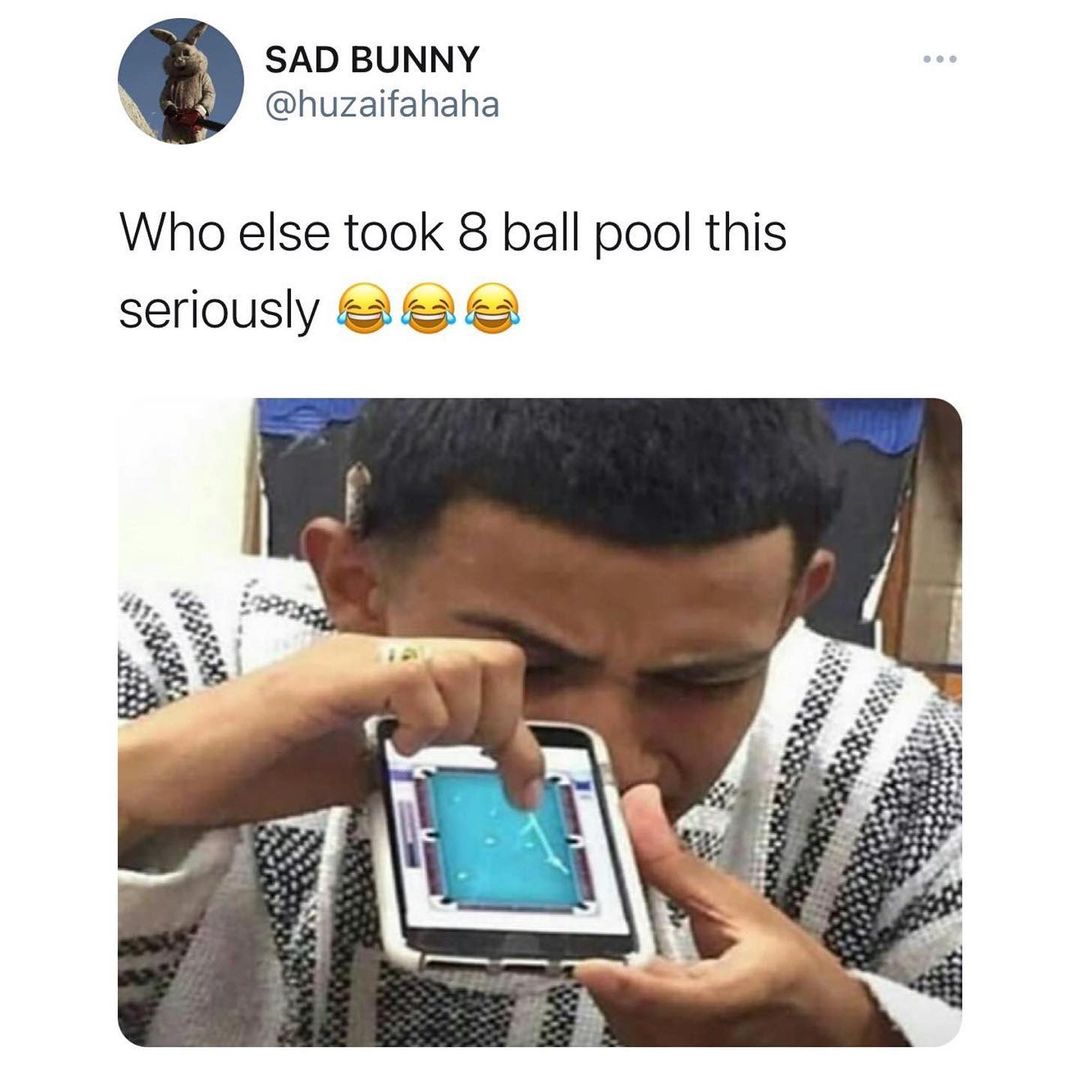 SAD BUNNY
@huzaifahaha
Who else took 8 ball pool this
seriously 😂😂😂